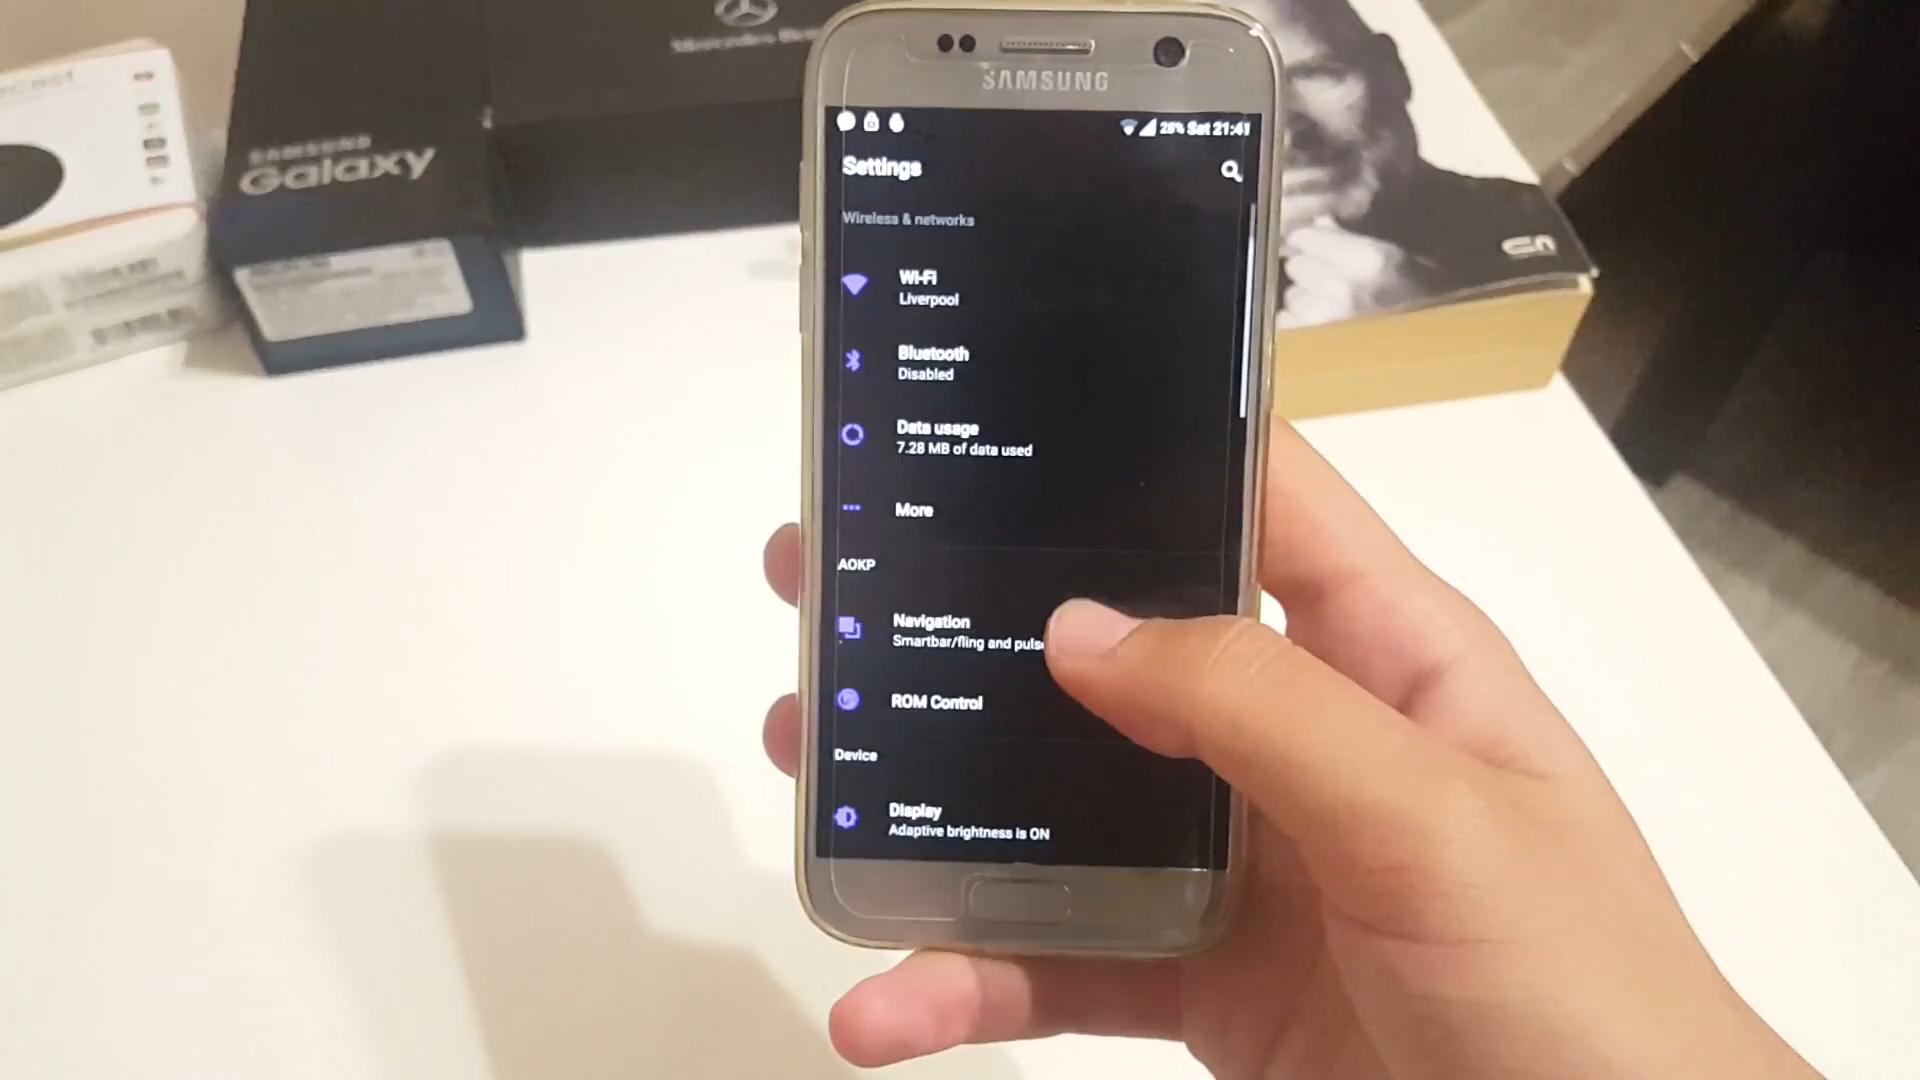 Mercedes-Benz
SAMSUNG
Galaxy
SAMSUNG
28% Sat 21:41
Settings
Wireless & networks
Wi-Fi
Liverpool
Bluetooth
Disabled
Data usage
7.28 MB of data used
More
AOKP
Navigation
Smartbar/fling and puls
ROM Control
Device
Display
Adaptive brightness is ON